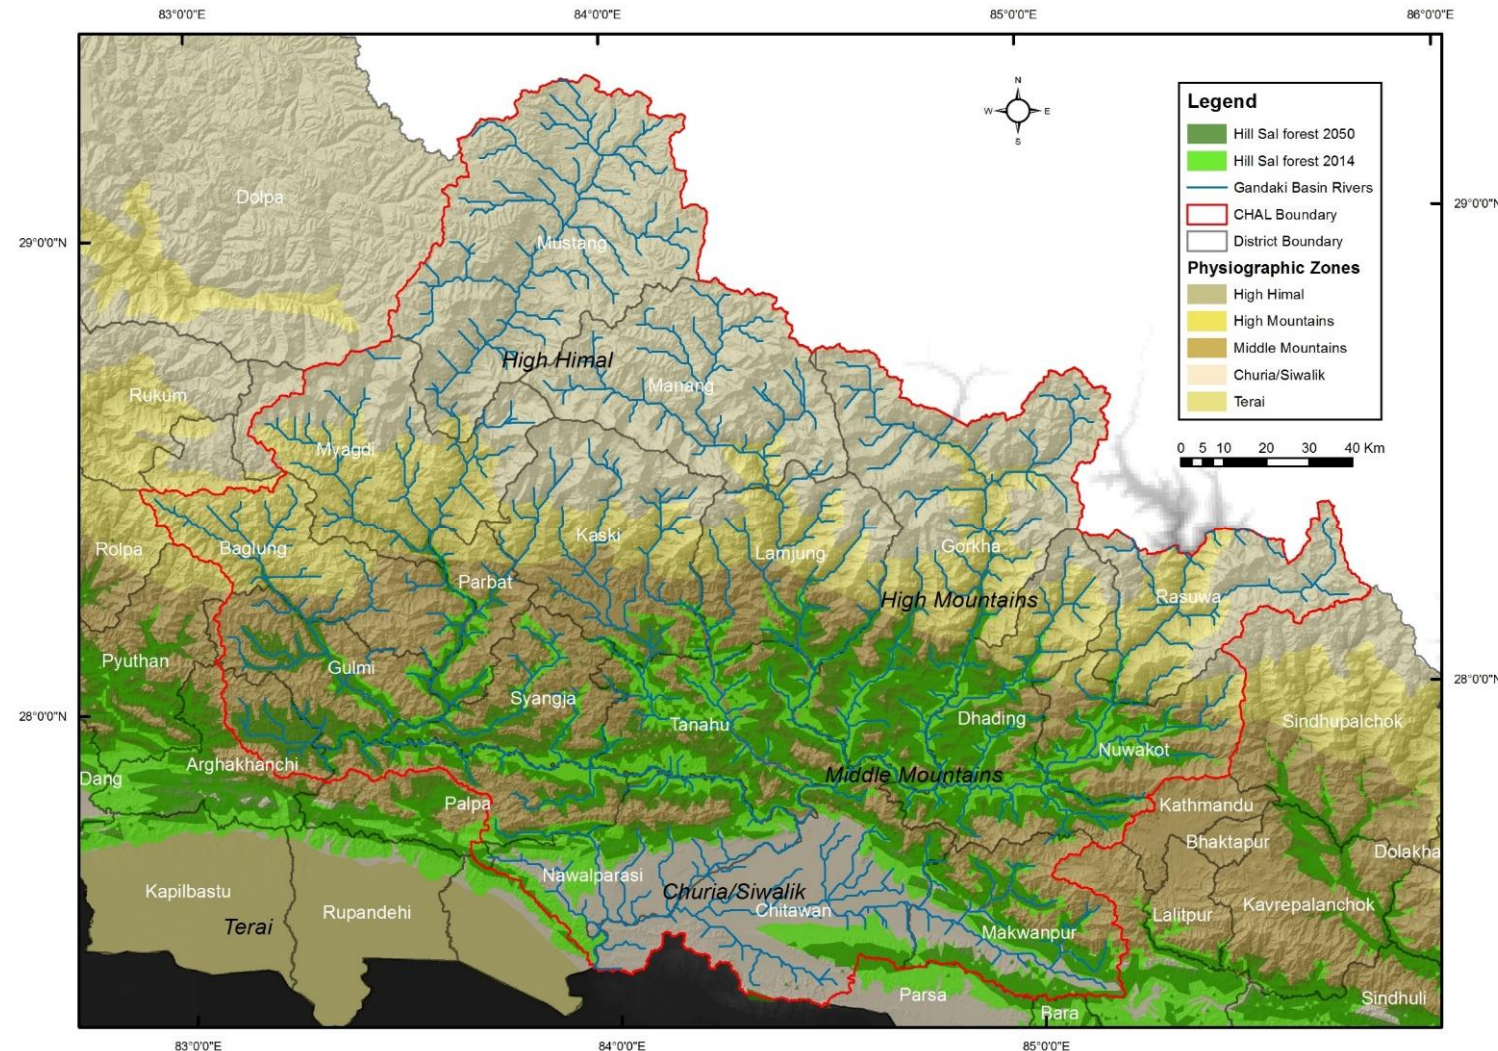 83°0'0"E
84°0'0"E
85°0'0"E
86°0'0"E
N
W
E
S
Legend
Hill Sal forest 2050
Hill Sal forest 2014
Gandaki Basin Rivers
CHAL Boundary
District Boundary
Physiographic Zones
High Himal
High Mountains
Middle Mountains
Churia/Siwalik
Terai
0 5 10 20 30 40 Km
29°0'0"N
29°0'0"N
Dolpa
Mustang
High Himal
Manang
Rukum
Myagdi
Rolpa
Baglung
Kaski
Lamjung
Gorkha
Parbat
High Mountains
Rasuwa
Pyuthan
Gulmi
Syangja
28°0'0"N
28°0'0"N
Tanahu
Dhading
Sindhupalchok
Nuwakot
Arghakhanchi
Dang
Middle Mountains
Palpa
Kathmandu
Bhaktapur
Dolakha
Nawalparasi
Kapilbastu
Churia/Siwalik
Chitawan
Rupandehi
Terai
Lalitpur
Kavrepalanchok
Makwanpur
Parsa
Bara
Sindhuli
83°0'0"E
84°0'0"E
85°0'0"E
86°0'0"E